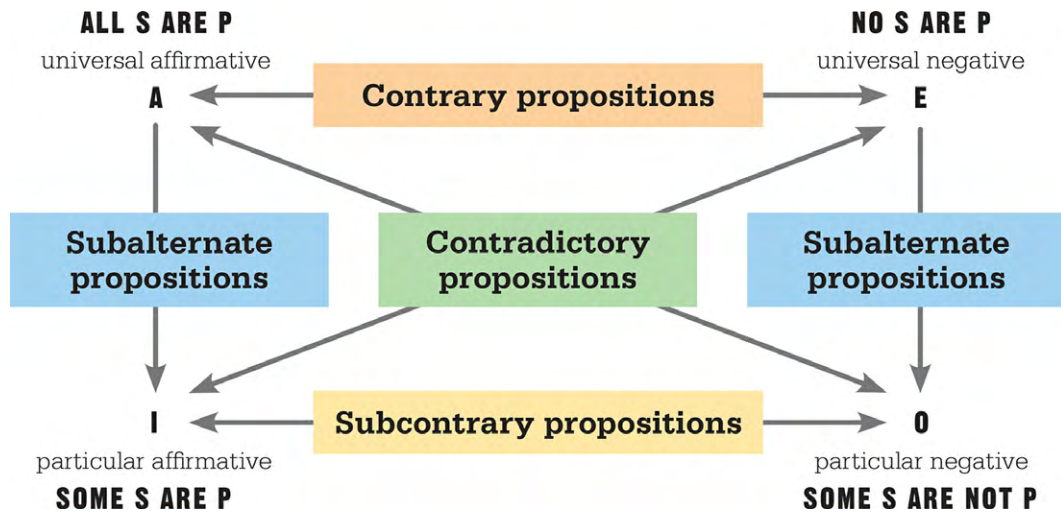 ALL S ARE P
NO S ARE P
universal affirmative
universal negative
A
Contrary propositions
E
Subalternate
propositions
Contradictory
propositions
Subalternate
propositions
I
Subcontrary propositions
O
particular affirmative
particular negative
SOME S ARE P
SOME S ARE NOT P